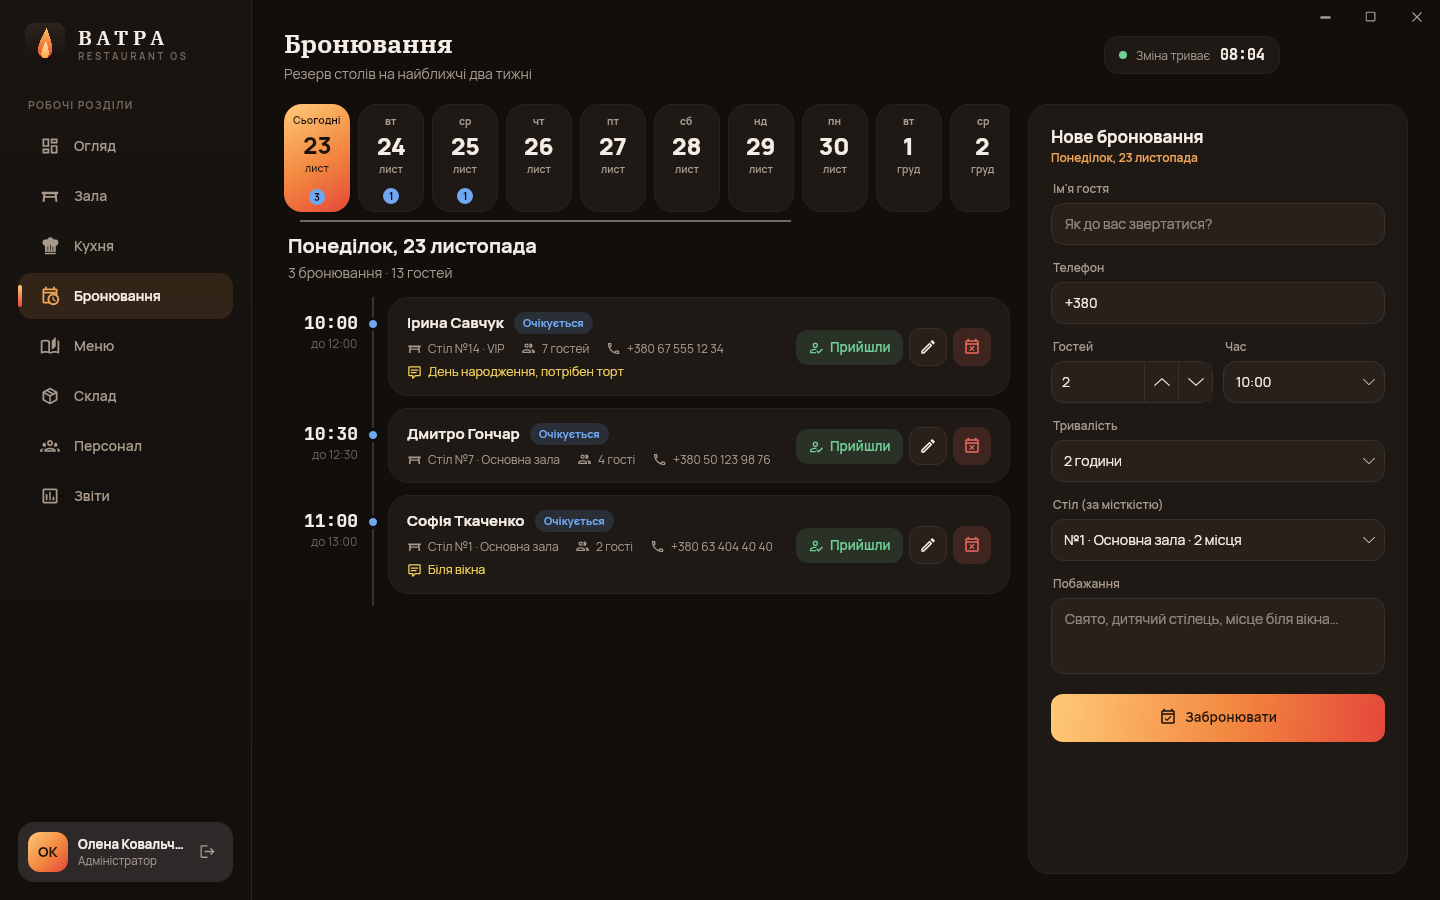 ВАТРА
RESTAURANT OS
РОБОЧІ РОЗДІЛИ
Огляд
Зала
Кухня
Бронювання
Меню
Склад
Персонал
Звіти
ОК
Олена Ковальч…
Адміністратор
Бронювання
Резерв столів на найближчі два тижні
Зміна триває 08:04
Сьогодні 23 лист 3
вт 24 лист 1
ср 25 лист 1
чт 26 лист
пт 27 лист
сб 28 лист
нд 29 лист
пн 30 лист
вт 1 груд
ср 2 груд
Понеділок, 23 листопада
3 бронювання · 13 гостей
10:00
до 12:00
Ірина Савчук Очікується
Стіл №14 · VIP 7 гостей +380 67 555 12 34
День народження, потрібен торт
Прийшли
10:30
до 12:30
Дмитро Гончар Очікується
Стіл №7 · Основна зала 4 гості +380 50 123 98 76
Прийшли
11:00
до 13:00
Софія Ткаченко Очікується
Стіл №1 · Основна зала 2 гості +380 63 404 40 40
Біля вікна
Прийшли
Нове бронювання
Понеділок, 23 листопада
Ім'я гостя
Як до вас звертатися?
Телефон
+380
Гостей Час
2 10:00
Тривалість
2 години
Стіл (за місткістю)
№1 · Основна зала · 2 місця
Побажання
Свято, дитячий стілець, місце біля вікна…
Забронювати